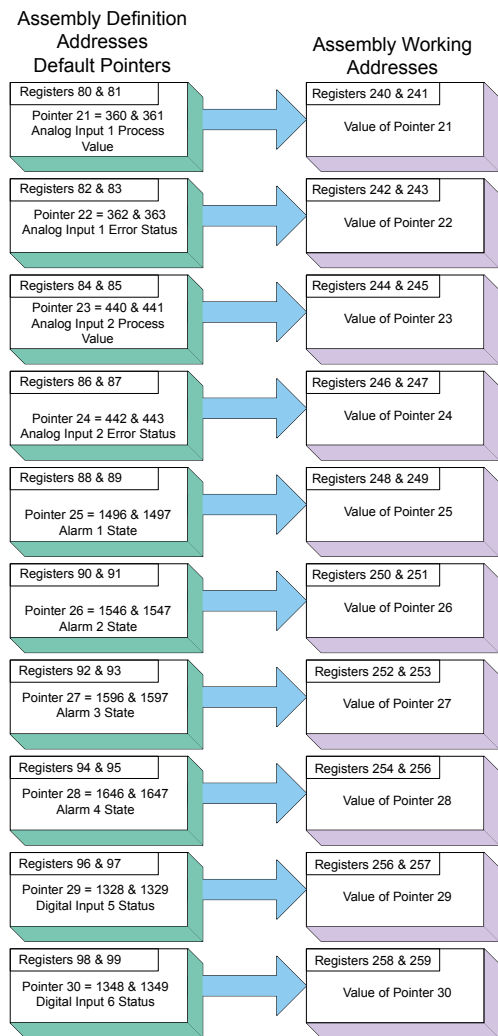 Assembly Definition
Addresses
Default Pointers
Assembly Working
Addresses
Registers 80 & 81
Pointer 21 = 360 & 361
Analog Input 1 Process
Value
Registers 240 & 241
Value of Pointer 21
Registers 82 & 83
Pointer 22 = 362 & 363
Analog Input 1 Error Status
Registers 242 & 243
Value of Pointer 22
Registers 84 & 85
Pointer 23 = 440 & 441
Analog Input 2 Process
Value
Registers 244 & 245
Value of Pointer 23
Registers 86 & 87
Pointer 24 = 442 & 443
Analog Input 2 Error Status
Registers 246 & 247
Value of Pointer 24
Registers 88 & 89
Pointer 25 = 1496 & 1497
Alarm 1 State
Registers 248 & 249
Value of Pointer 25
Registers 90 & 91
Pointer 26 = 1546 & 1547
Alarm 2 State
Registers 250 & 251
Value of Pointer 26
Registers 92 & 93
Pointer 27 = 1596 & 1597
Alarm 3 State
Registers 252 & 253
Value of Pointer 27
Registers 94 & 95
Pointer 28 = 1646 & 1647
Alarm 4 State
Registers 254 & 256
Value of Pointer 28
Registers 96 & 97
Pointer 29 = 1328 & 1329
Digital Input 5 Status
Registers 256 & 257
Value of Pointer 29
Registers 98 & 99
Pointer 30 = 1348 & 1349
Digital Input 6 Status
Registers 258 & 259
Value of Pointer 30